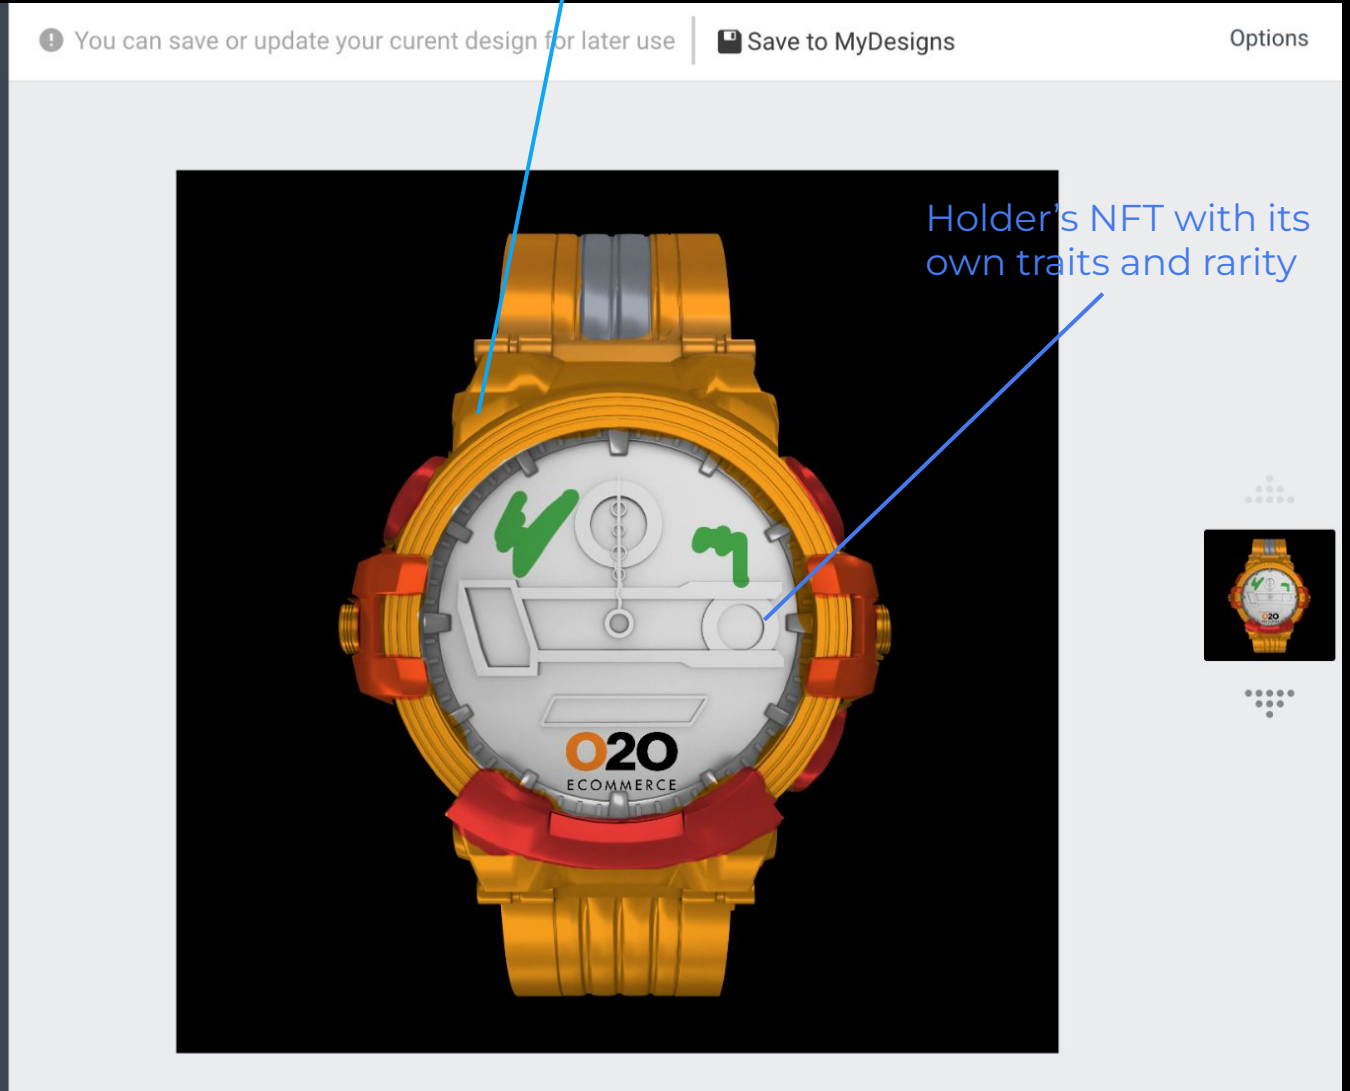 You can save or update your curent design for later use
Save to MyDesigns
Options
Holder's NFT with its
own traits and rarity
O2O
ECOMMERCE